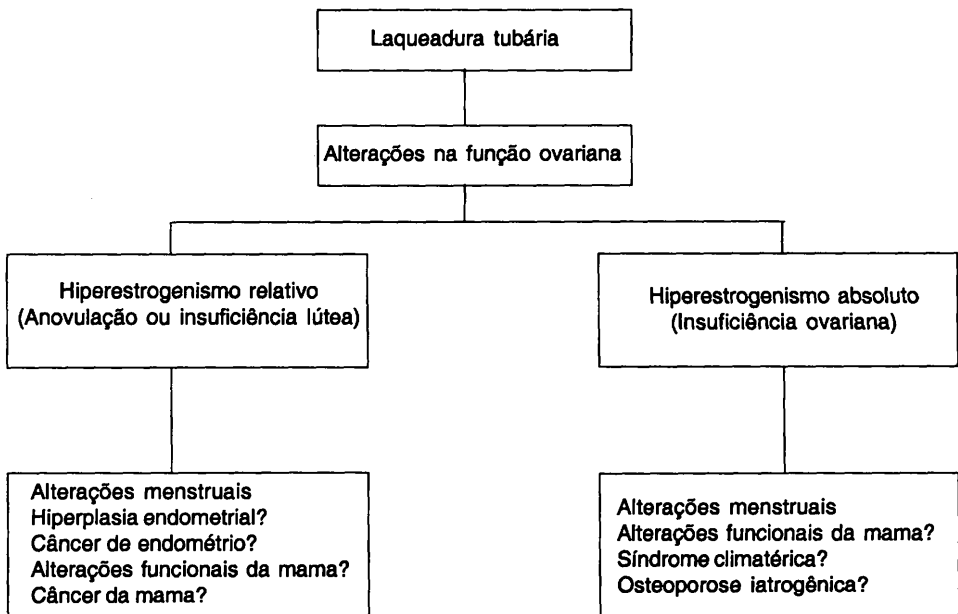 Laqueadura tubária
Alterações na função ovariana
Hiperestrogenismo relativo
(Anovulação ou insuficiência lútea)
Hiperestrogenismo absoluto
(Insuficiência ovariana)
Alterações menstruais
Hiperplasia endometrial?
Câncer de endométrio?
Alterações funcionais da mama?
Câncer da mama?
Alterações menstruais
Alterações funcionais da mama?
Síndrome climatérica?
Osteoporose iatrogênica?